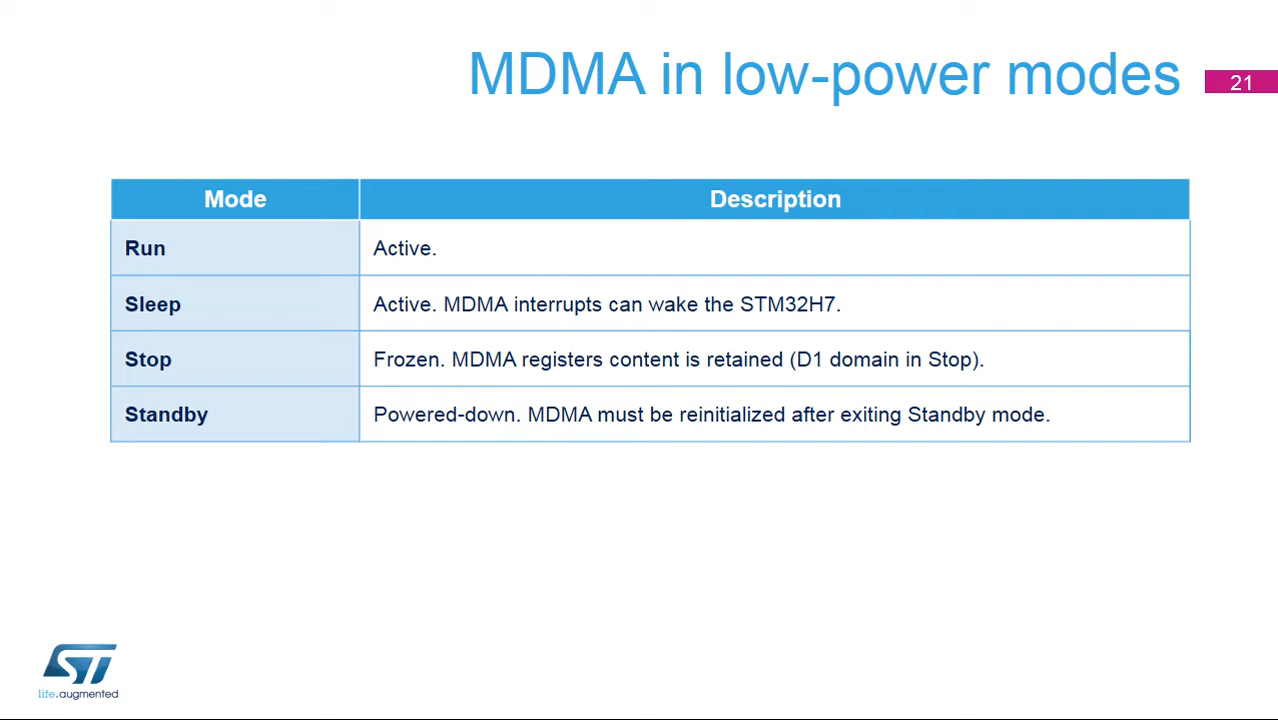 MDMA in low-power modes
21
Mode Description
Run Active.
Sleep Active. MDMA interrupts can wake the STM32H7.
Stop Frozen. MDMA registers content is retained (D1 domain in Stop).
Standby Powered-down. MDMA must be reinitialized after exiting Standby mode.
ST
life.augmented